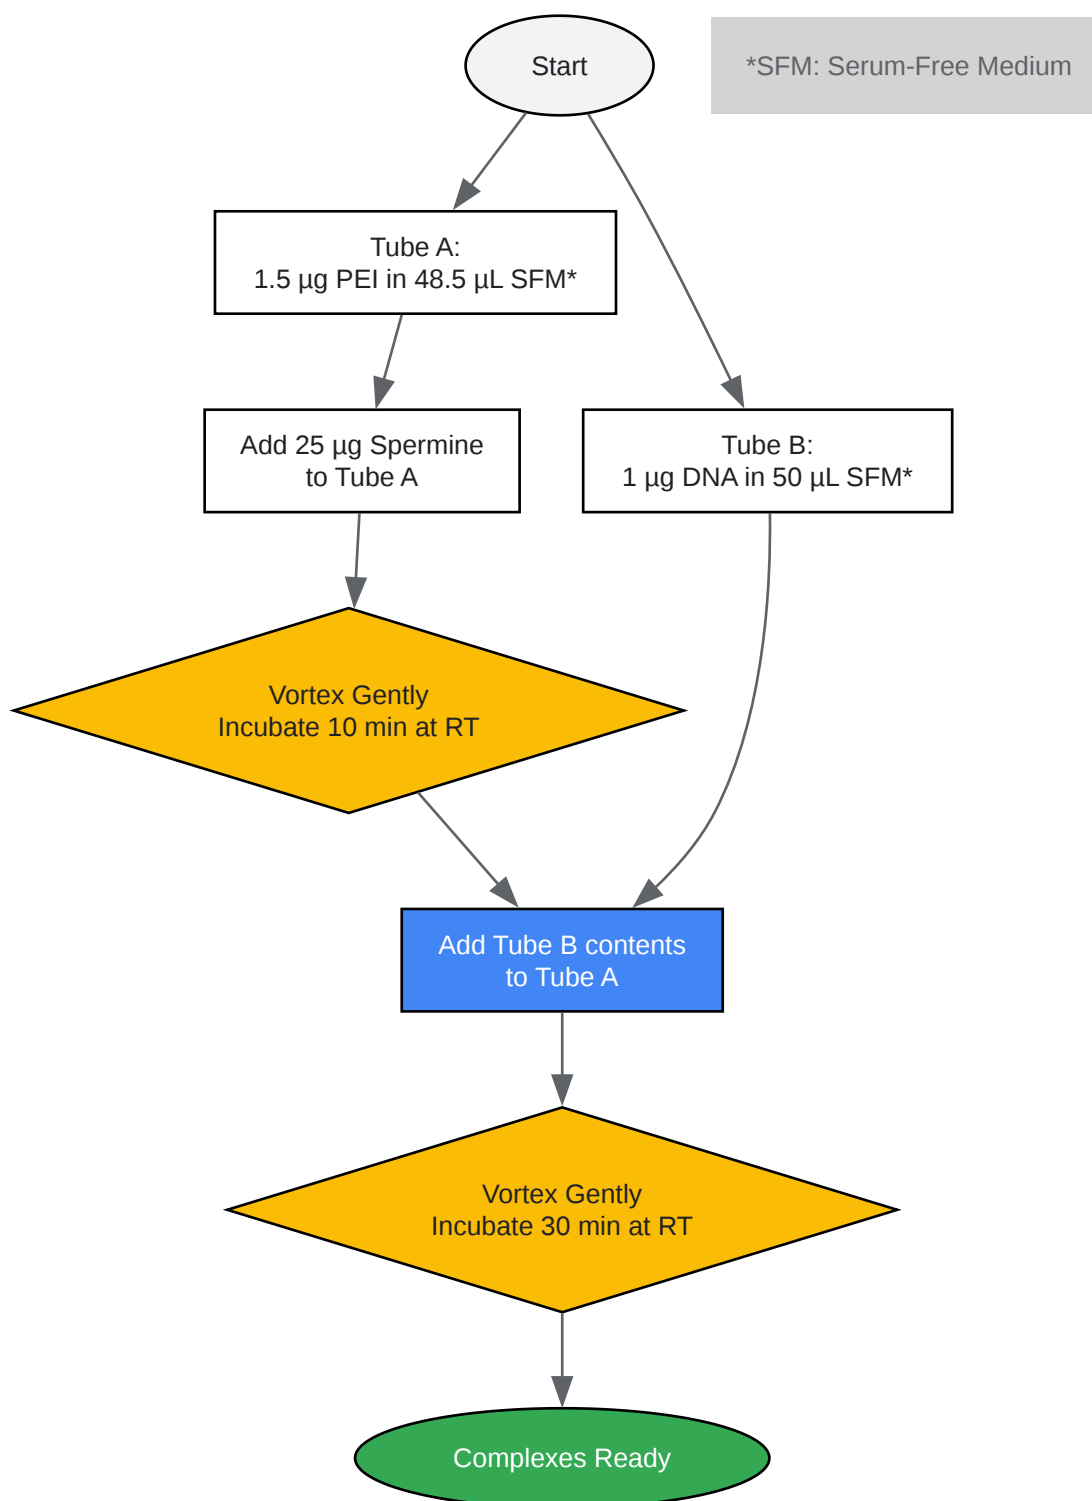 Start
*SFM: Serum-Free Medium
Tube A:
1.5 µg PEI in 48.5 µL SFM*
Add 25 µg Spermine
to Tube A
Tube B:
1 µg DNA in 50 µL SFM*
Vortex Gently
Incubate 10 min at RT
Add Tube B contents
to Tube A
Vortex Gently
Incubate 30 min at RT
Complexes Ready